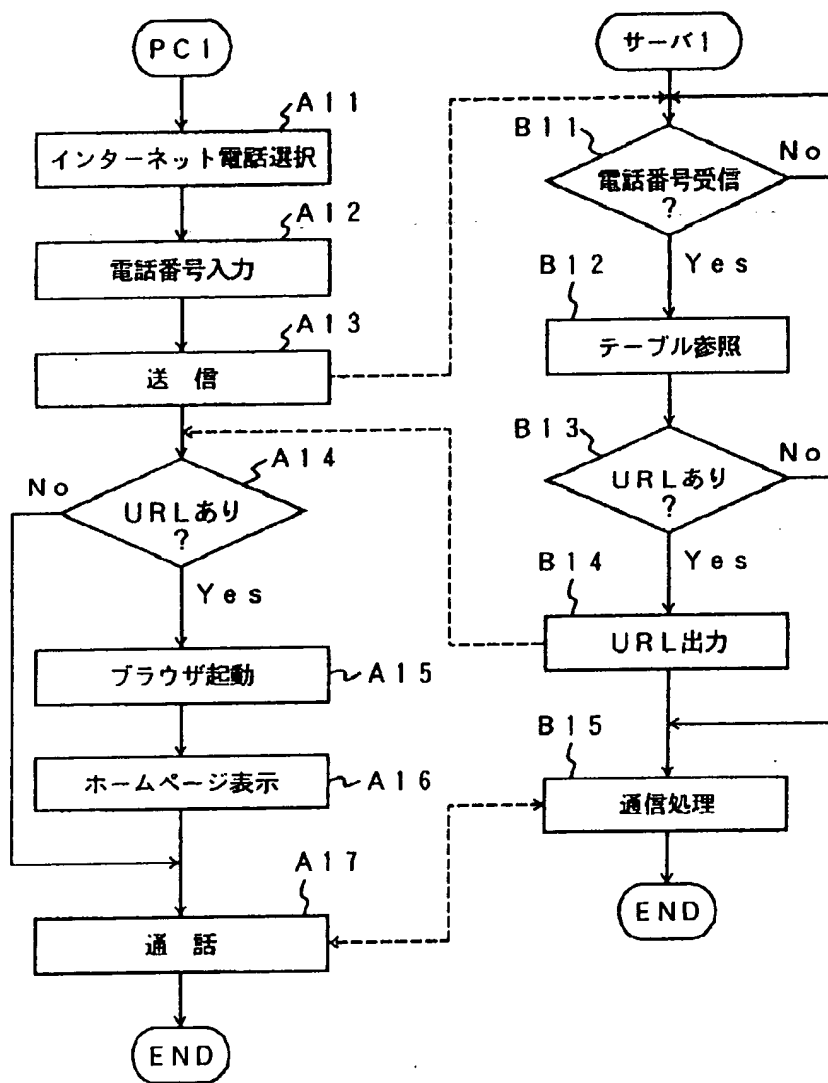 PC1
A11
インターネット電話選択
A12
電話番号入力
A13
送 信
A14
No
URLあり
?
Yes
ブラウザ起動
A15
ホームページ表示
A16
A17
通 話
END
サーバ1
B11
No
電話番号受信
?
Yes
B12
テーブル参照
B13
No
URLあり
?
Yes
B14
URL出力
B15
通信処理
END